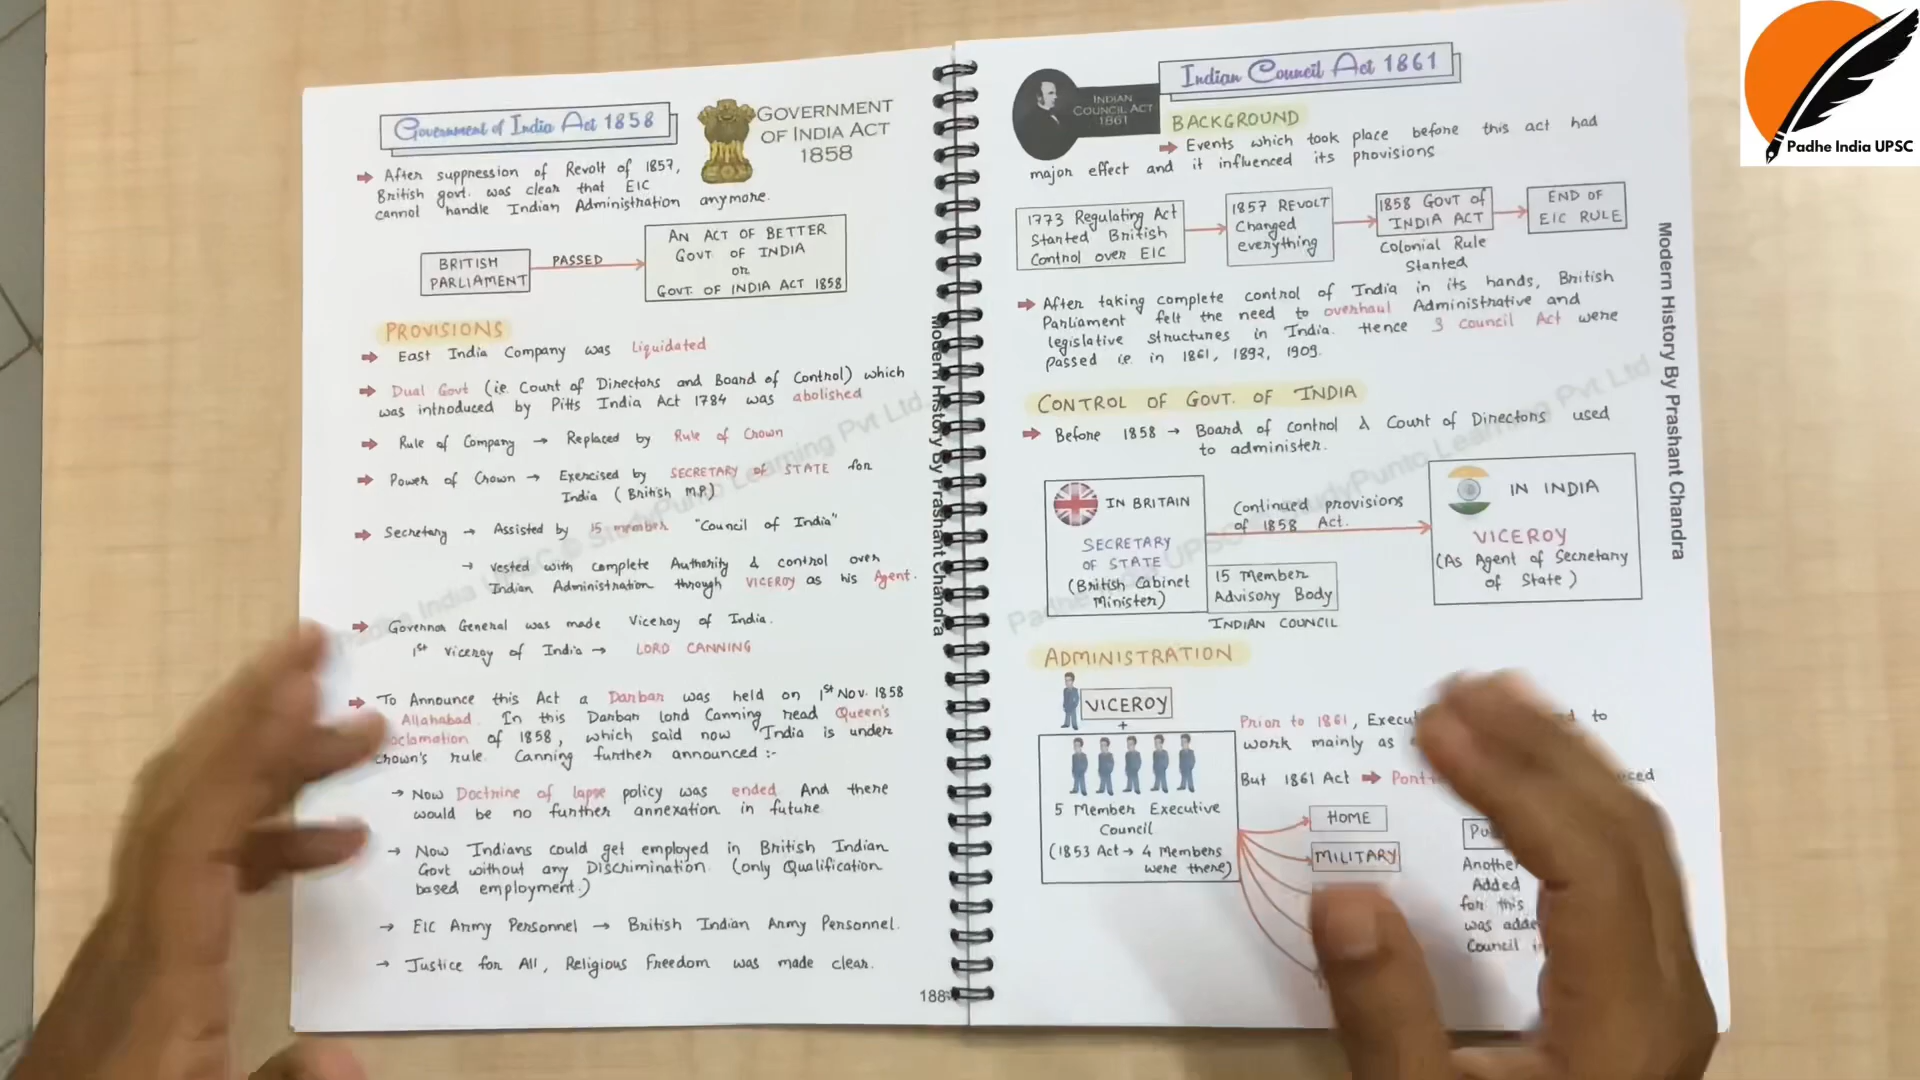 Government of India Act 1858
GOVERNMENT
OF INDIA ACT
1858
After suppression of Revolt of 1857,
British govt. was clear that EIC
cannot handle Indian Administration anymore.
BRITISH
PARLIAMENT
PASSED
AN ACT OF BETTER
GOVT OF INDIA
OR
GOVT. OF INDIA ACT 1858
PROVISIONS
East India Company was liquidated
Dual Govt (i.e. Court of Directors and Board of Control) which
was introduced by Pitts India Act 1784 was abolished
Rule of Company → Replaced by Rule of Crown
Power of Crown → Exercised by SECRETARY OF STATE for
India (British M.P.)
Secretary → Assisted by 15 member "Council of India"
→ vested with complete Authority & control over
Indian Administration through VICEROY as his Agent.
Governor General was made Viceroy of India.
1st Viceroy of India → LORD CANNING
To Announce this Act a Darbar was held on 1st Nov. 1858
Allahabad. In this Darbar lord Canning read Queen's
of 1858, which said now "India is under
crown's rule. Canning further announced :-
→ Now Doctrine of lapse policy was ended And there
would be no further annexation in future
→ Now Indians could get employed in British Indian
Govt without any Discrimination. (only Qualification
based employment.)
→ EIC Army Personnel → British Indian Army Personnel.
→ Justice for All, Religious Freedom was made clear.
188
Modern History By Prashant Chandra
INDIAN
COUNCIL ACT
1861
Indian Council Act 1861
BACKGROUND
Events which took place before this act had
major effect and it influenced its provisions
1773 Regulating Act
Started British
Control over EIC
1857 REVOLT
Changed
everything
1858 GOVT OF
INDIA ACT
Colonial Rule
Started
END OF
EIC RULE
After taking complete control of India in its hands, British
Parliament felt the need to overhaul Administrative and
legislative structures in India. Hence 3 council Act were
passed i.e. in 1861, 1892, 1909.
CONTROL OF GOVT. OF INDIA
Before 1858 → Board of control & Court of Directors used
to administer.
IN BRITAIN
SECRETARY
OF STATE
(British Cabinet
Minister)
Continued provisions
of 1858 Act.
15 Member
Advisory Body
INDIAN COUNCIL
IN INDIA
VICEROY
(As Agent of Secretary
of State)
ADMINISTRATION
VICEROY
+
5 Member Executive
Council
(1853 Act → 4 Members
were there)
Prior to 1861, to
work mainly as
But 1861 Act
HOME
MILITARY
Another
Added
for this
was
Council
Modern History By Prashant Chandra
Padhe India UPSC © StudyPunto Learning Pvt Ltd
Padhe India UPSC